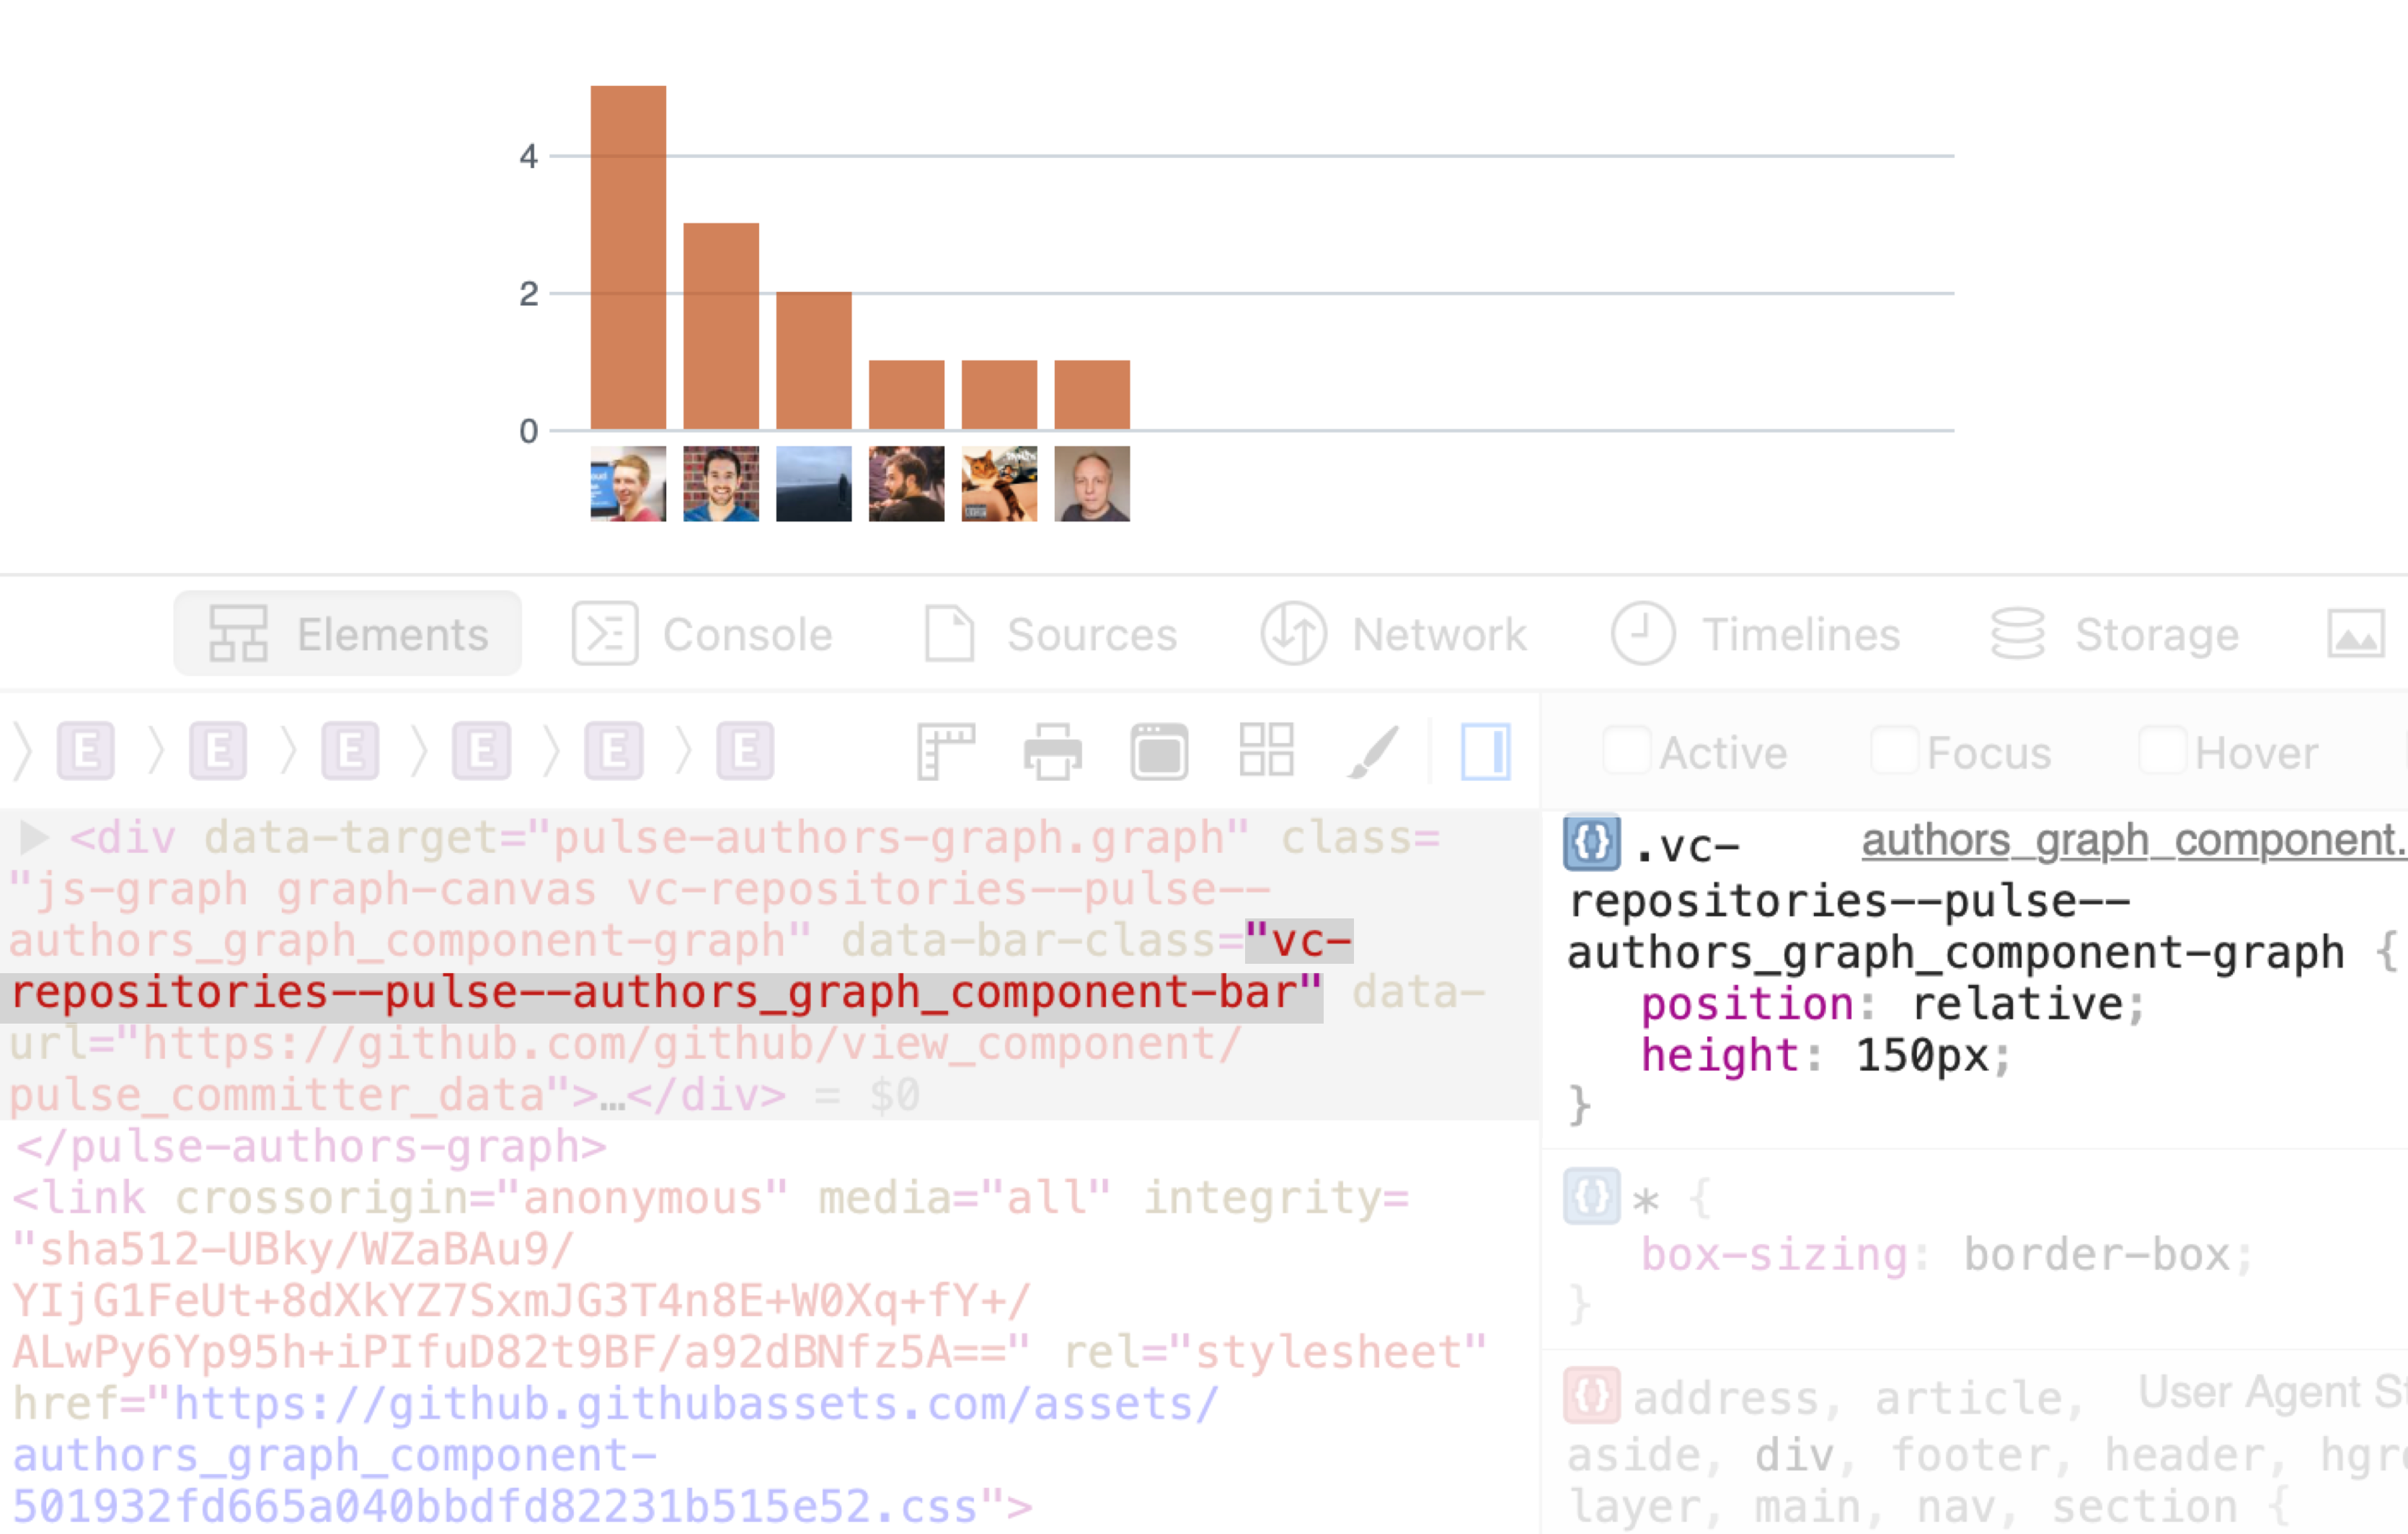 4
2
0
Elements Console Sources Network Timelines Storage
E E E E E E
Active Focus Hover
<div data-target="pulse-authors-graph.graph" class=
"js-graph graph-canvas vc-repositories--pulse--
authors_graph_component-graph" data-bar-class="vc-
repositories--pulse--authors_graph_component-bar" data-
url="https://github.com/github/view_component/
pulse_committer_data">…</div> = $0
</pulse-authors-graph>
<link crossorigin="anonymous" media="all" integrity=
"sha512-UBky/WZaBAu9/
YIjG1FeUt+8dXkYZ7SxmJG3T4n8E+W0Xq+fY+/
ALwPy6Yp95h+iPIfuD82t9BF/a92dBNfz5A==" rel="stylesheet"
href="https://github.githubassets.com/assets/
authors_graph_component-
501932fd665a040bbdfd82231b515e52.css">
{} .vc- authors_graph_component.
repositories--pulse--
authors_graph_component-graph {
position: relative;
height: 150px;
}
{} * {
box-sizing: border-box;
}
{} address, article, User Agent St
aside, div, footer, header, hgr
layer, main, nav, section {